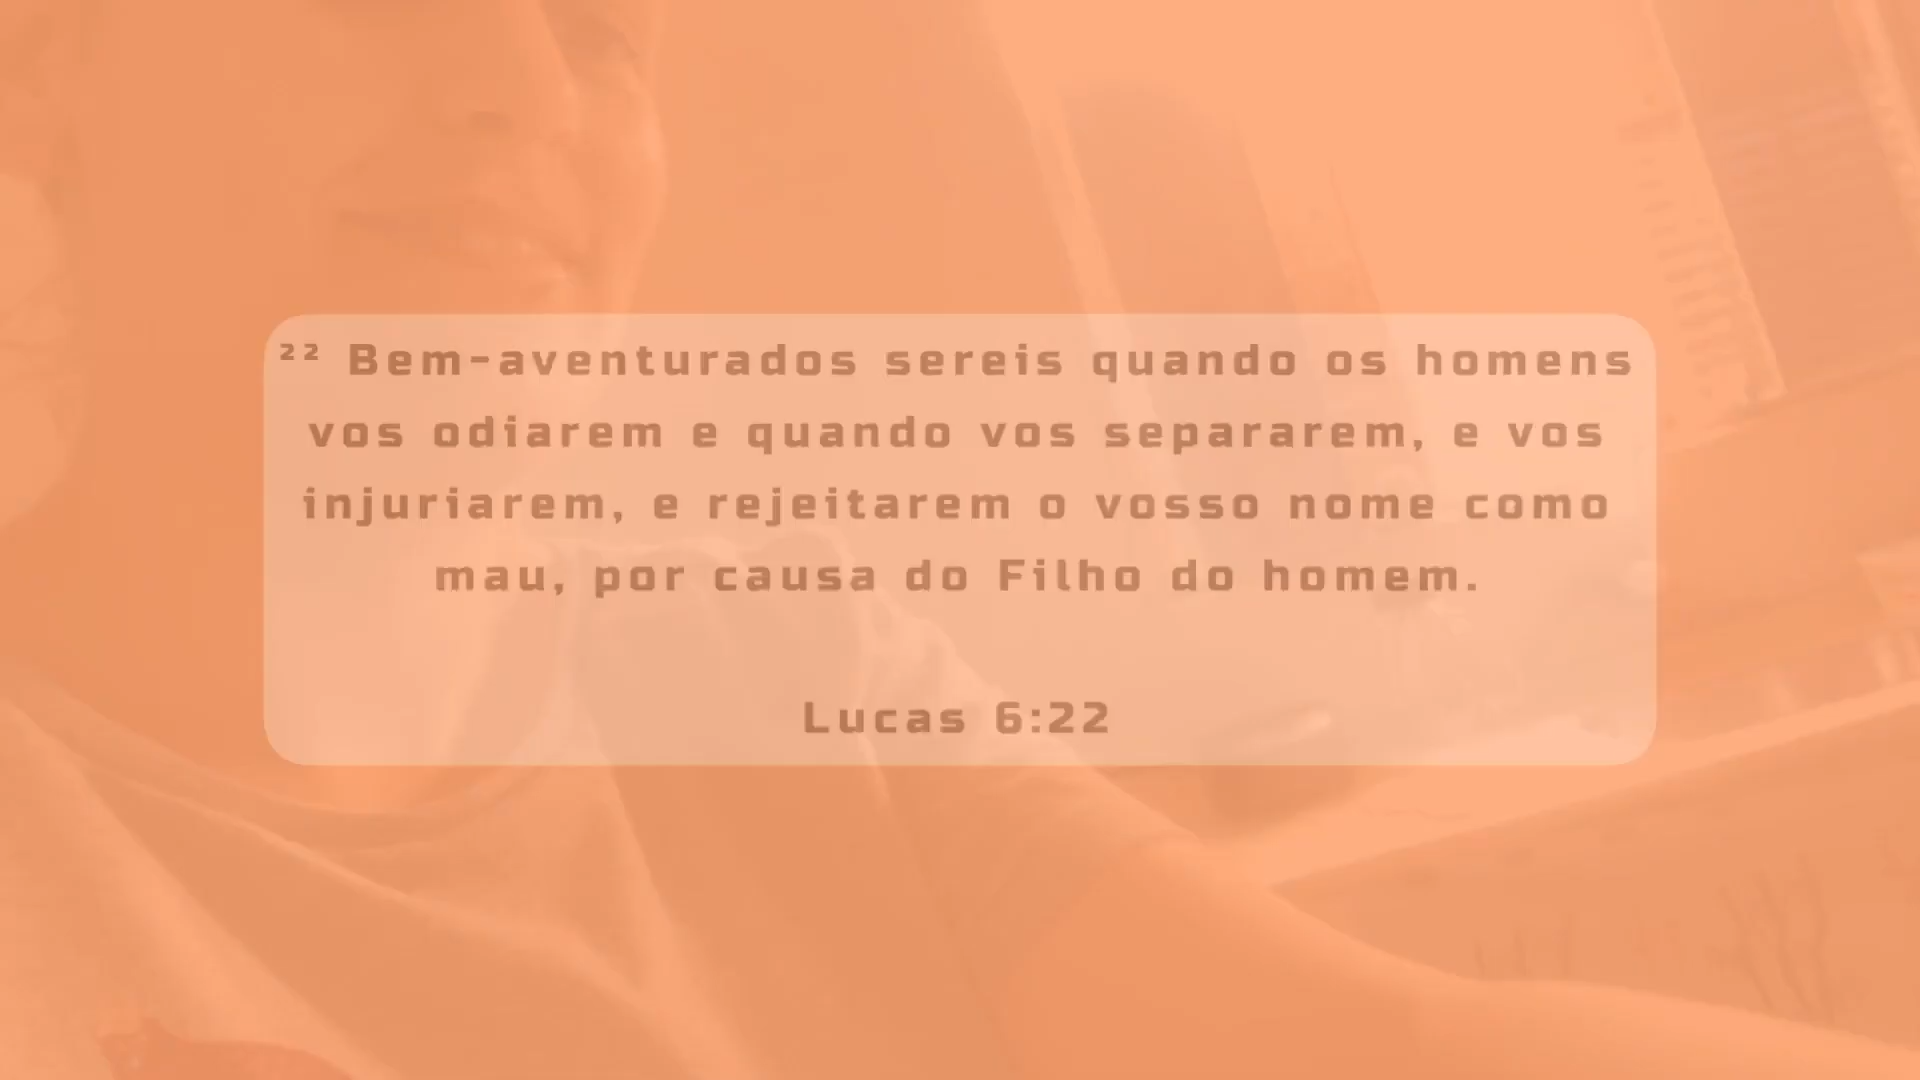 ²² Bem-aventurados sereis quando os homens
vos odiarem e quando vos separarem, e vos
injuriarem, e rejeitarem o vosso nome como
mau, por causa do Filho do homem.
Lucas 6:22